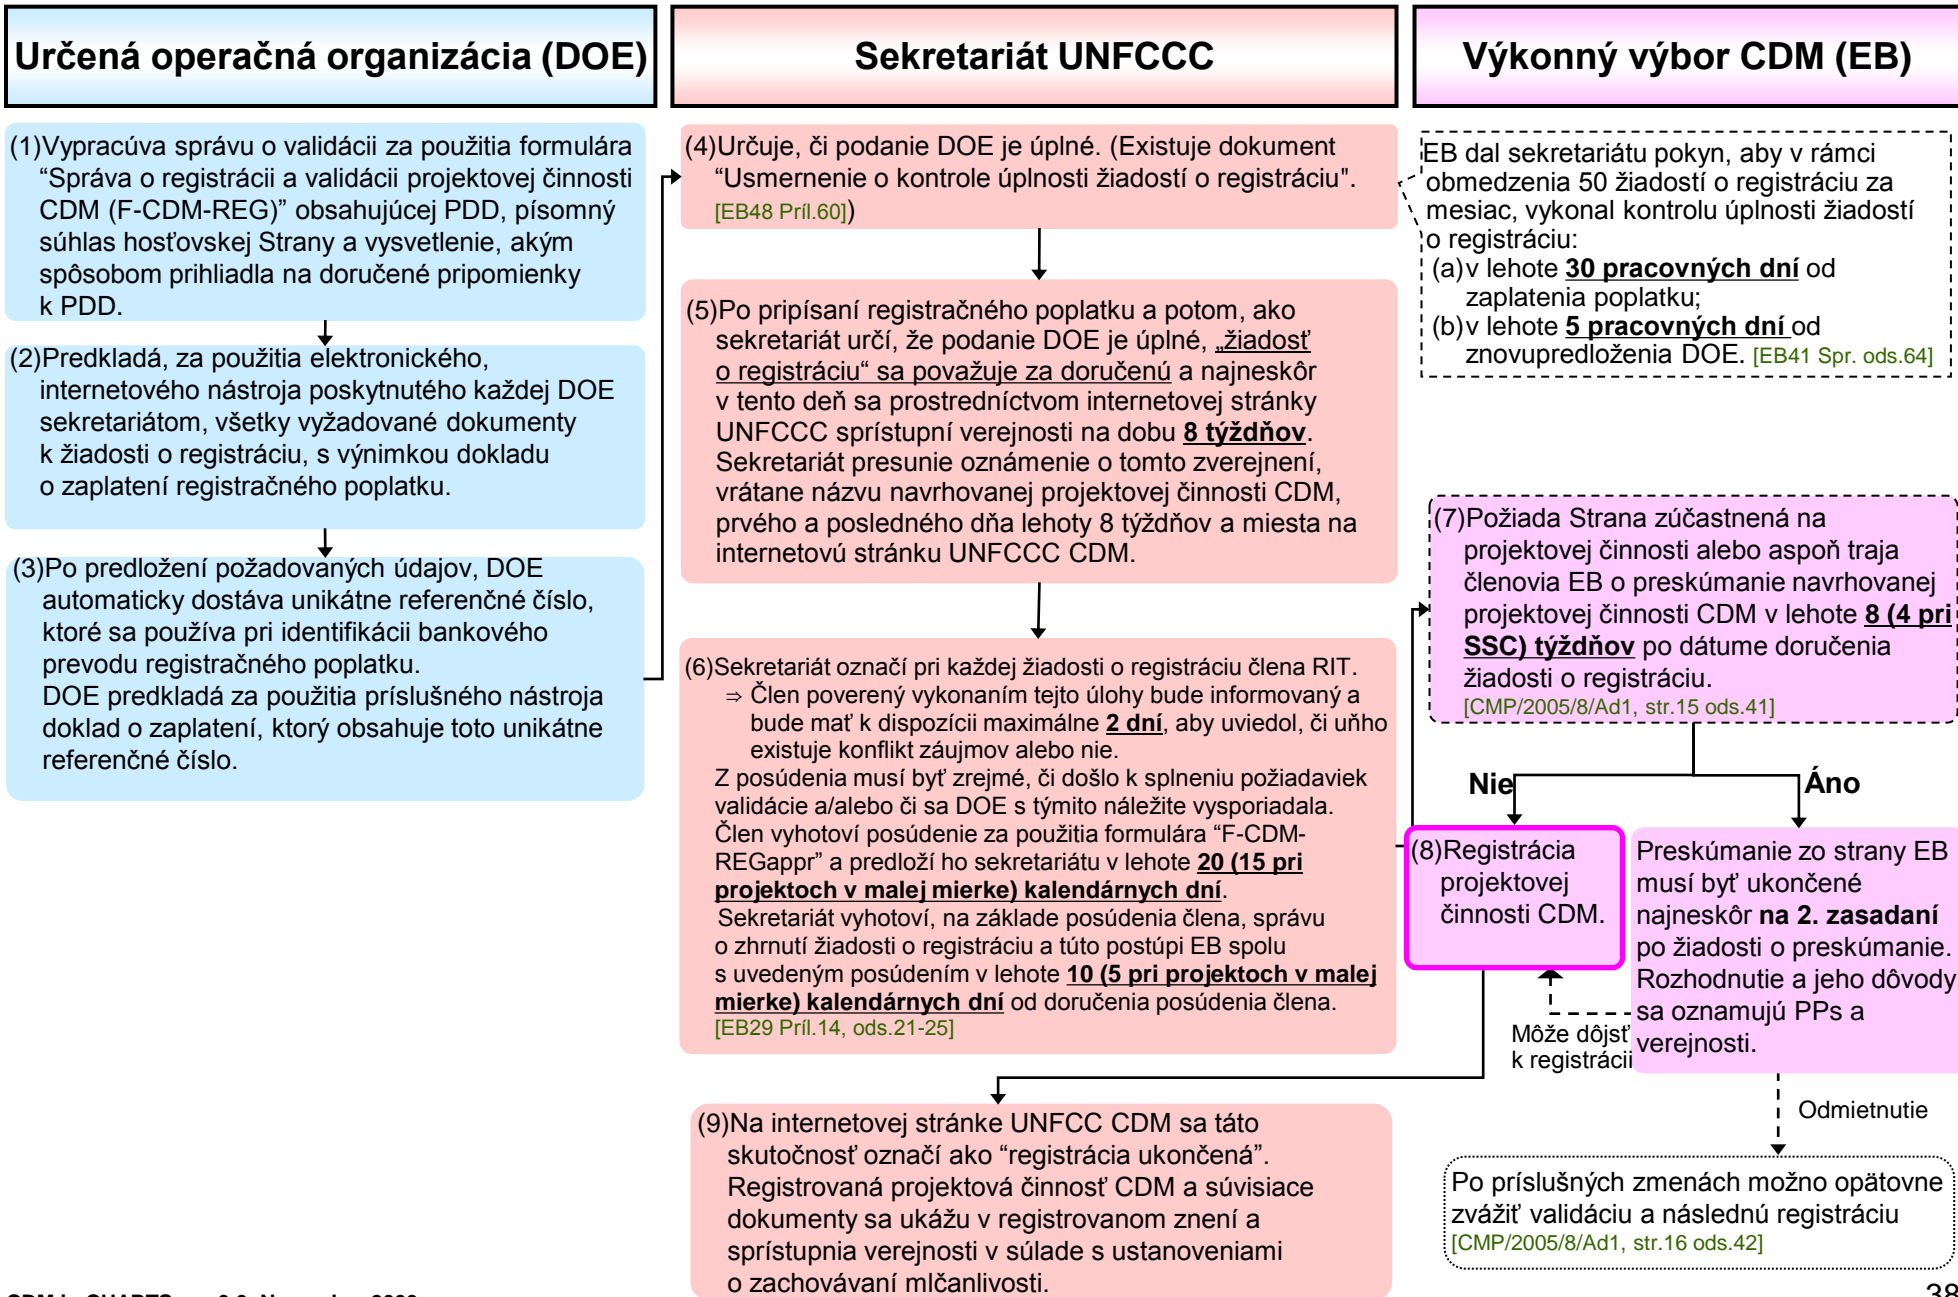 Určená operačná organizácia (DOE)
Sekretariát UNFCCC
Výkonný výbor CDM (EB)
(1)Vypracúva správu o validácii za použitia formulára
“Správa o registrácii a validácii projektovej činnosti
CDM (F-CDM-REG)” obsahujúcej PDD, písomný
súhlas hosťovskej Strany a vysvetlenie, akým
spôsobom prihliadla na doručené pripomienky
k PDD.
(2)Predkladá, za použitia elektronického,
internetového nástroja poskytnutého každej DOE
sekretariátom, všetky vyžadované dokumenty
k žiadosti o registráciu, s výnimkou dokladu
o zaplatení registračného poplatku.
(3)Po predložení požadovaných údajov, DOE
automaticky dostáva unikátne referenčné číslo,
ktoré sa používa pri identifikácii bankového
prevodu registračného poplatku.
DOE predkladá za použitia príslušného nástroja
doklad o zaplatení, ktorý obsahuje toto unikátne
referenčné číslo.
(4)Určuje, či podanie DOE je úplné. (Existuje dokument
“Usmernenie o kontrole úplnosti žiadostí o registráciu".
[EB48 Príl.60])
(5)Po pripísaní registračného poplatku a potom, ako
sekretariát určí, že podanie DOE je úplné, „žiadosť
o registráciu“ sa považuje za doručenú a najneskôr
v tento deň sa prostredníctvom internetovej stránky
UNFCCC sprístupní verejnosti na dobu 8 týždňov.
Sekretariát presunie oznámenie o tomto zverejnení,
vrátane názvu navrhovanej projektovej činnosti CDM,
prvého a posledného dňa lehoty 8 týždňov a miesta na
internetovú stránku UNFCCC CDM.
(6)Sekretariát označí pri každej žiadosti o registráciu člena RIT.
⇒ Člen poverený vykonaním tejto úlohy bude informovaný a
bude mať k dispozícii maximálne 2 dní, aby uviedol, či uňho
existuje konflikt záujmov alebo nie.
Z posúdenia musí byť zrejmé, či došlo k splneniu požiadaviek
validácie a/alebo či sa DOE s týmito náležite vysporiadala.
Člen vyhotoví posúdenie za použitia formulára “F-CDM-
REGappr” a predloží ho sekretariátu v lehote 20 (15 pri
projektoch v malej mierke) kalendárnych dní.
Sekretariát vyhotoví, na základe posúdenia člena, správu
o zhrnutí žiadosti o registráciu a túto postúpi EB spolu
s uvedeným posúdením v lehote 10 (5 pri projektoch v malej
mierke) kalendárnych dní od doručenia posúdenia člena.
[EB29 Príl.14, ods.21-25]
EB dal sekretariátu pokyn, aby v rámci
obmedzenia 50 žiadostí o registráciu za
mesiac, vykonal kontrolu úplnosti žiadostí
o registráciu:
(a)v lehote 30 pracovných dní od
zaplatenia poplatku;
(b)v lehote 5 pracovných dní od
znovupredloženia DOE. [EB41 Spr. ods.64]
(7)Požiada Strana zúčastnená na
projektovej činnosti alebo aspoň traja
členovia EB o preskúmanie navrhovanej
projektovej činnosti CDM v lehote 8 (4 pri
SSC) týždňov po dátume doručenia
žiadosti o registráciu.
[CMP/2005/8/Ad1, str.15 ods.41]
Nie
Áno
(8)Registrácia
projektovej
činnosti CDM.
Preskúmanie zo strany EB
musí byť ukončené
najneskôr na 2. zasadaní
po žiadosti o preskúmanie.
Rozhodnutie a jeho dôvody
sa oznamujú PPs a
verejnosti.
Môže dôjsť
k registrácii
Odmietnutie
Po príslušných zmenách možno opätovne
zvážiť validáciu a následnú registráciu
[CMP/2005/8/Ad1, str.16 ods.42]
(9)Na internetovej stránke UNFCC CDM sa táto
skutočnosť označí ako “registrácia ukončená”.
Registrovaná projektová činnosť CDM a súvisiace
dokumenty sa ukážu v registrovanom znení a
sprístupnia verejnosti v súlade s ustanoveniami
o zachovávaní mlčanlivosti.
38